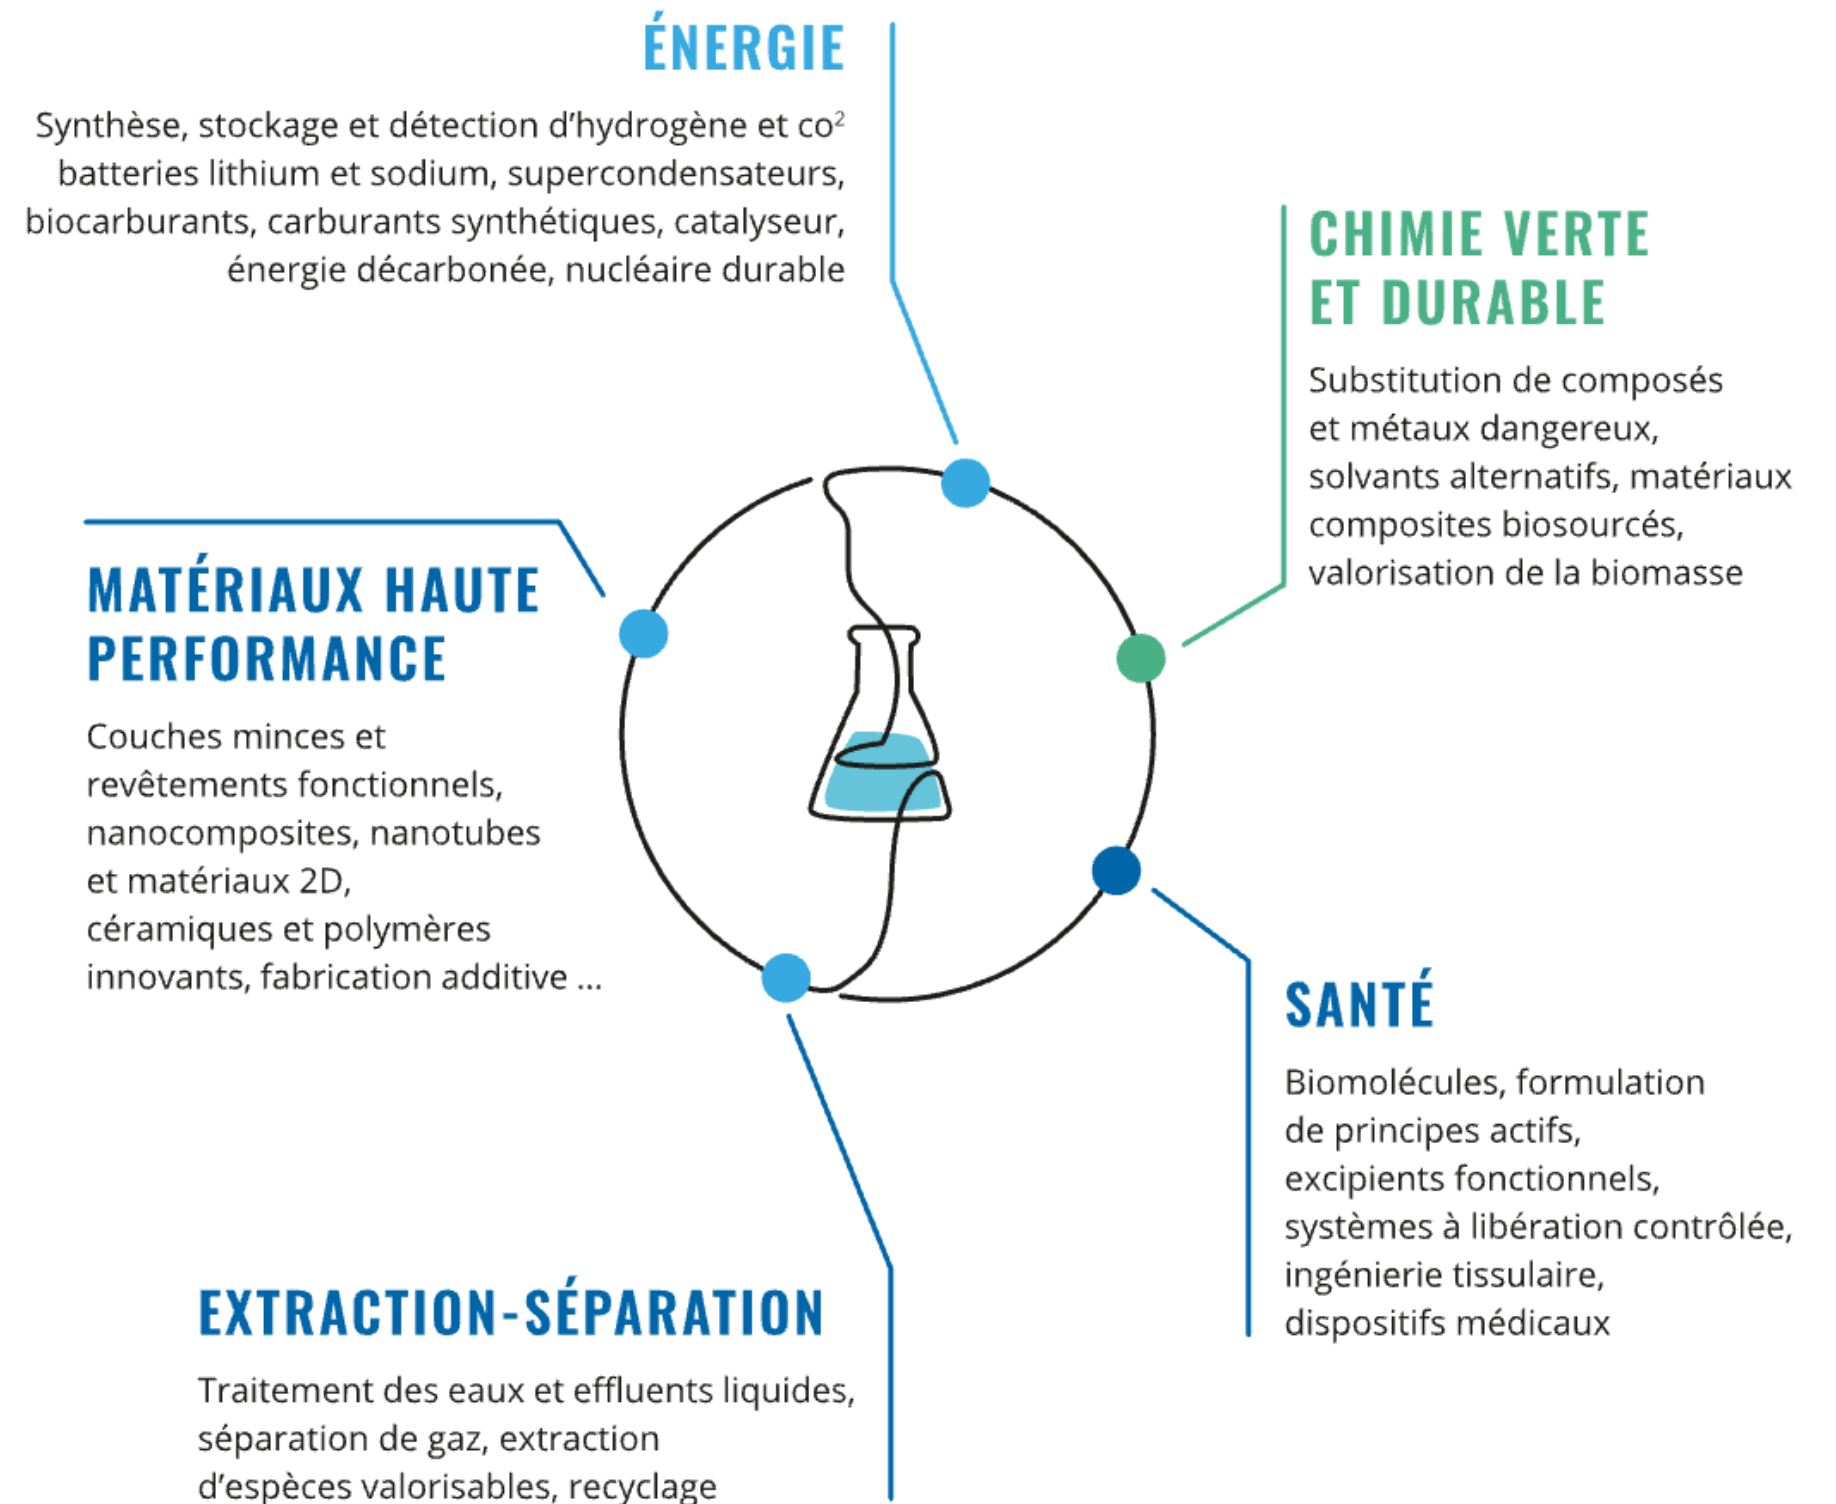 ÉNERGIE
Synthèse, stockage et détection d’hydrogène et co²
batteries lithium et sodium, supercondensateurs,
biocarburants, carburants synthétiques, catalyseur,
énergie décarbonée, nucléaire durable
CHIMIE VERTE
ET DURABLE
Substitution de composés
et métaux dangereux,
solvants alternatifs, matériaux
composites biosourcés,
valorisation de la biomasse
MATÉRIAUX HAUTE
PERFORMANCE
Couches minces et
revêtements fonctionnels,
nanocomposites, nanotubes
et matériaux 2D,
céramiques et polymères
innovants, fabrication additive ...
SANTÉ
Biomolécules, formulation
de principes actifs,
excipients fonctionnels,
systèmes à libération contrôlée,
ingénierie tissulaire,
dispositifs médicaux
EXTRACTION-SÉPARATION
Traitement des eaux et effluents liquides,
séparation de gaz, extraction
d’espèces valorisables, recyclage